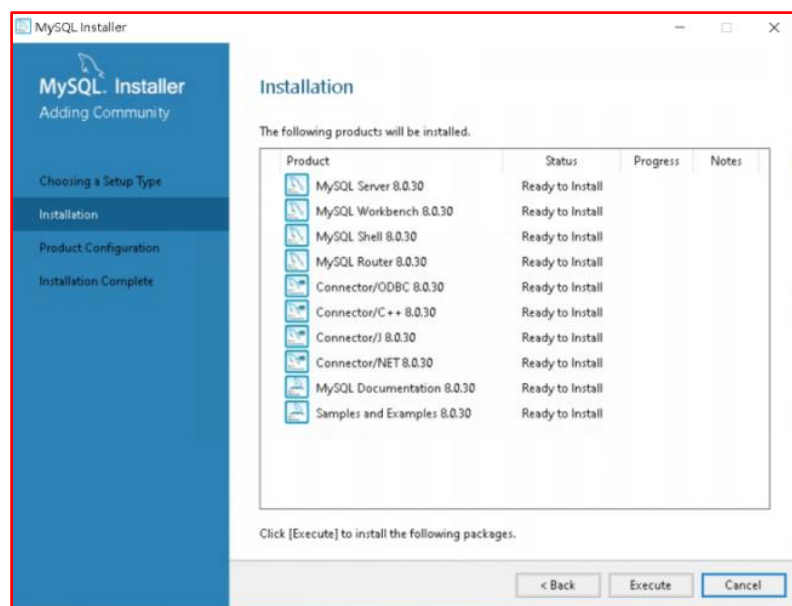 MySQL Installer
MySQL. Installer
Adding Community
Choosing a Setup Type
Installation
Product Configuration
Installation Complete
Installation
The following products will be installed.
Product Status Progress Notes
MySQL Server 8.0.30 Ready to Install
MySQL Workbench 8.0.30 Ready to Install
MySQL Shell 8.0.30 Ready to Install
MySQL Router 8.0.30 Ready to Install
Connector/ODBC 8.0.30 Ready to Install
Connector/C++ 8.0.30 Ready to Install
Connector/J 8.0.30 Ready to Install
Connector/NET 8.0.30 Ready to Install
MySQL Documentation 8.0.30 Ready to Install
Samples and Examples 8.0.30 Ready to Install
Click [Execute] to install the following packages.
< Back Execute Cancel